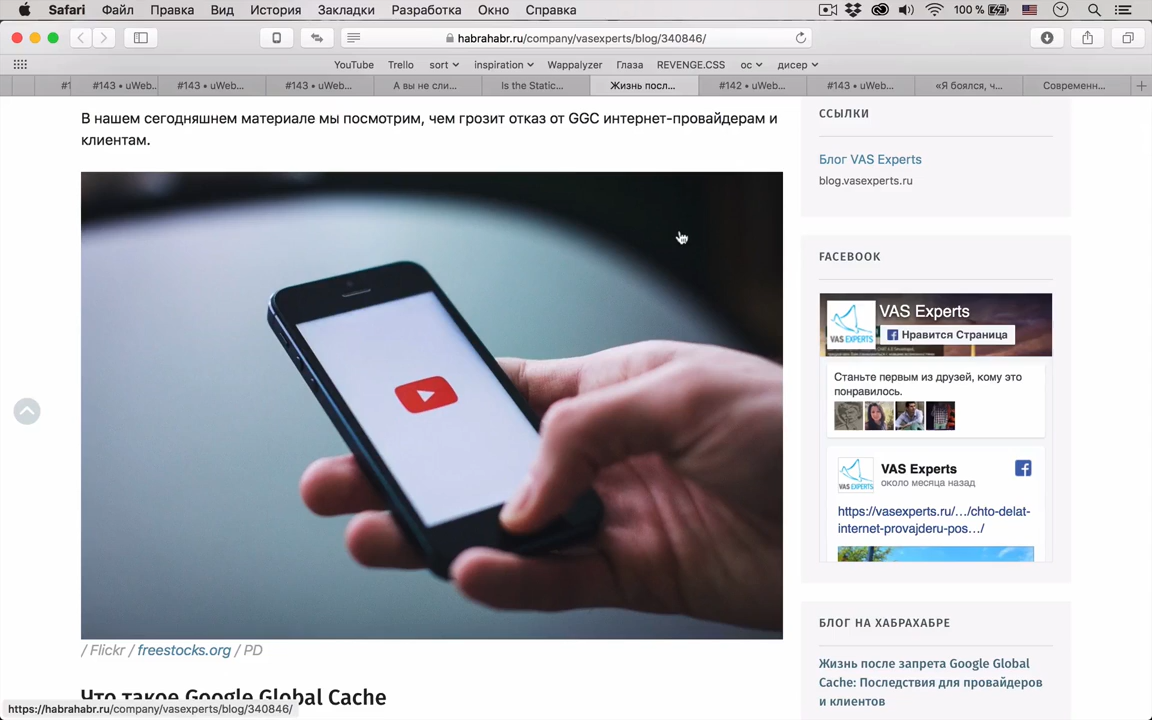 Safari Файл Правка Вид История Закладки Разработка Окно Справка 100 %
habrahabr.ru/company/vasexperts/blog/340846/
YouTube Trello sort inspiration Wappalyzer Глаза REVENGE.CSS ос дисер
#1 #143 • uWeb... #143 • uWeb... #143 • uWeb... А вы не сли... Is the Static... Жизнь посл... #142 • uWeb... #143 • uWeb... «Я боялся, ч... Современн...
В нашем сегодняшнем материале мы посмотрим, чем грозит отказ от GGC интернет-провайдерам и
клиентам.
/ Flickr / freestocks.org / PD
Что такое Google Global Cache
https://habrahabr.ru/company/vasexperts/blog/340846/
ССЫЛКИ
Блог VAS Experts
blog.vasexperts.ru
FACEBOOK
VAS Experts
VAS EXPERTS
Нравится Страница
Станьте первым из друзей, кому это
понравилось.
VAS Experts
VAS EXPERTS
около месяца назад
https://vasexperts.ru/…/chto-delat-
internet-provajderu-pos…/
БЛОГ НА ХАБРАХАБРЕ
Жизнь после запрета Google Global
Cache: Последствия для провайдеров
и клиентов